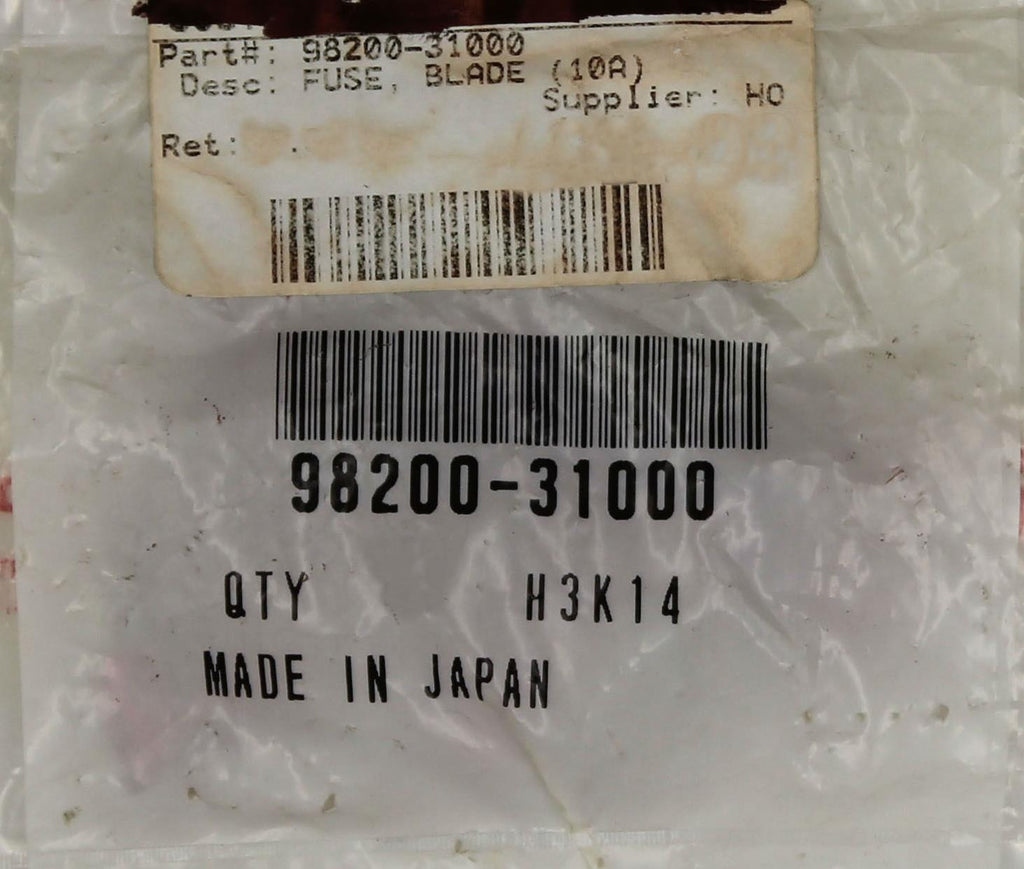 Part#: 98200-31000
Desc: FUSE, BLADE (10A)
Supplier: HO
Ret:
98200-31000
QTY H3K14
MADE IN JAPAN